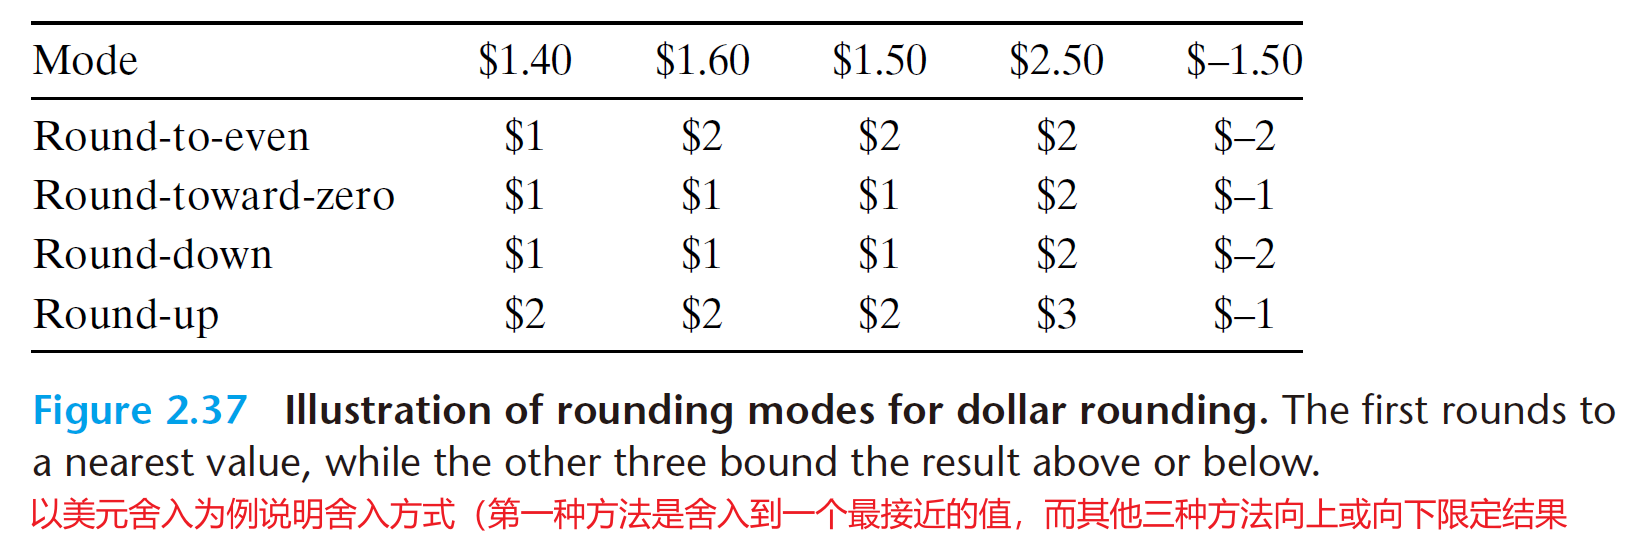 Mode $1.40 $1.60 $1.50 $2.50 $–1.50
Round-to-even $1 $2 $2 $2 $–2
Round-toward-zero $1 $1 $1 $2 $–1
Round-down $1 $1 $1 $2 $–2
Round-up $2 $2 $2 $3 $–1
Figure 2.37 Illustration of rounding modes for dollar rounding. The first rounds to
a nearest value, while the other three bound the result above or below.
以美元舍入为例说明舍入方式（第一种方法是舍入到一个最接近的值，而其他三种方法向上或向下限定结果